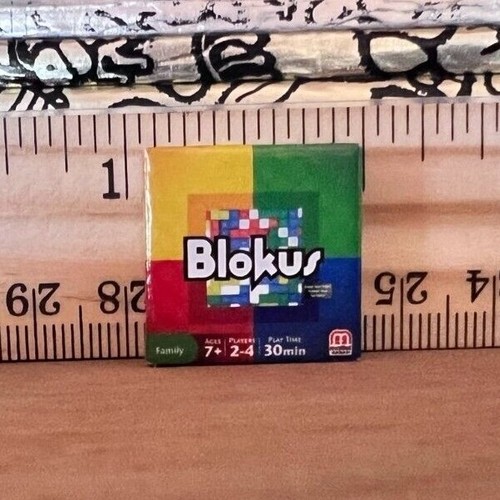 1
Blokus
29
28
25
24
Family
AGES
7+
PLAYERS
2-4
PLAY TIME
30min